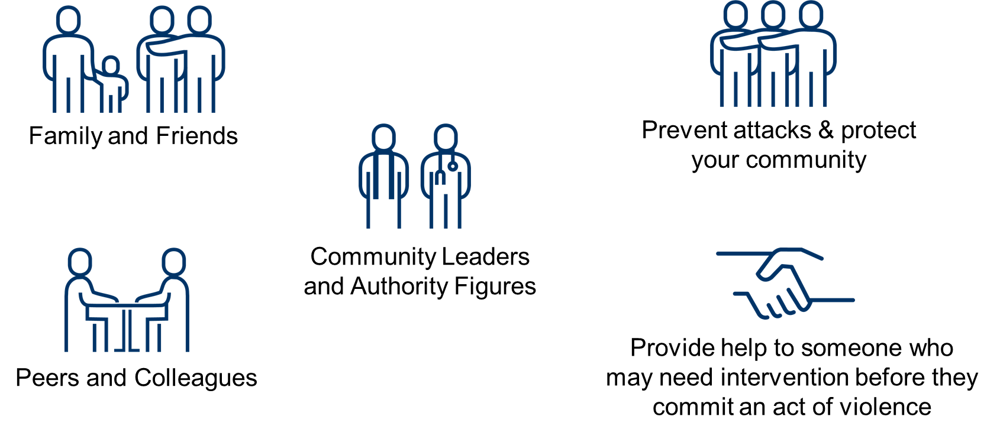 Family and Friends
Peers and Colleagues
Community Leaders
and Authority Figures
Prevent attacks & protect
your community
Provide help to someone who
may need intervention before they
commit an act of violence